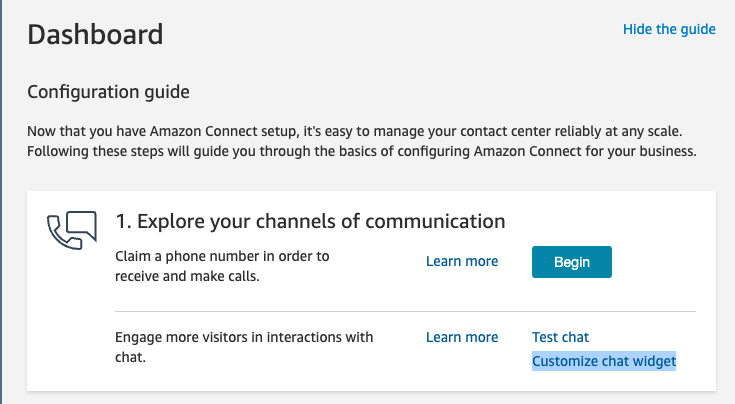 Dashboard
Hide the guide
Configuration guide
Now that you have Amazon Connect setup, it's easy to manage your contact center reliably at any scale.
Following these steps will guide you through the basics of configuring Amazon Connect for your business.
1. Explore your channels of communication
Claim a phone number in order to
receive and make calls.
Learn more
Begin
Engage more visitors in interactions with
chat.
Learn more
Test chat
Customize chat widget